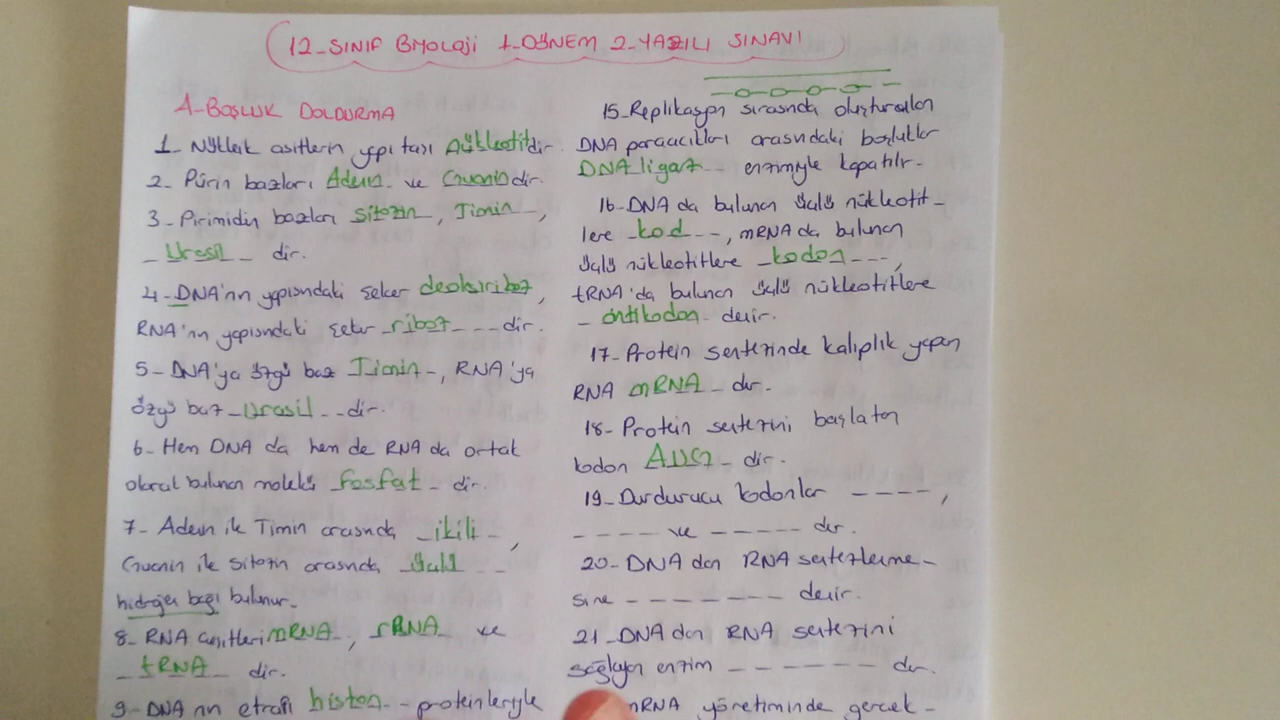 12-SINIF BİYOLOJİ 1-DÖNEM 2-YAZILI SINAVI
A-BOŞLUK DOLDURMA
1- Nükleik asitlerin yapı taşı nükleotit dir.
2- Pürin bazları Adenin ve Guanin dir.
3- Pirimidin bazları Sitozin, Timin,
Urasil dir.
4- DNA'nın yapısındaki şeker deoksiriboz,
RNA'nın yapısındaki şeker riboz dir.
5- DNA'ya özgü baz Timin, RNA'ya
özgü baz Urasil dir.
6- Hem DNA da hem de RNA da ortak
olarak bulunan molekül fosfat dir.
7- Adenin ile Timin arasında ikili,
Guanin ile sitozin arasında üçlü
hidrojen bağı bulunur.
8- RNA çeşitleri mRNA, rRNA ve
tRNA dir.
9- DNA'nın etrafı histon proteinleriyle
15- Replikasyon sırasında oluşturulan
DNA parçacıkları arasındaki boşluklar
DNA ligaz enzimiyle kapatılır.
16- DNA da bulunan üçlü nükleotit-
lere kod ---, mRNA da bulunan
üçlü nükleotitlere kodon ---,
tRNA'da bulunan üçlü nükleotitlere
antikodon denir.
17- Protein sentezinde kalıplık yapan
RNA mRNA dır.
18- Protein sentezini başlatan
kodon AUG dir.
19- Durdurucu kodonlar ----,
---- ve ----- dır.
20- DNA dan RNA sentezlenme-
sine ------- denir.
21- DNA dan RNA sentezini
sağlayan enzim ------ dır.
mRNA yönetiminde gerçek-